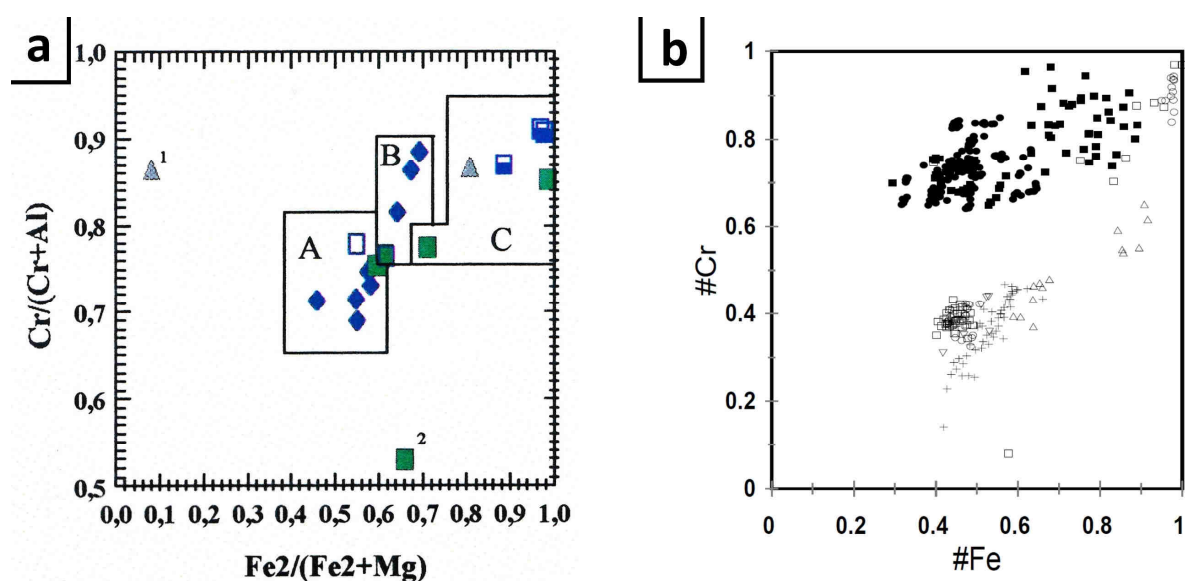 a
1,0
0,9
0,8
0,7
0,6
0,5
Cr/(Cr+Al)
1
A
B
C
2
0,0 0,1 0,2 0,3 0,4 0,5 0,6 0,7 0,8 0,9 1,0
Fe2/(Fe2+Mg)
b
1
0.8
0.6
0.4
0.2
0
#Cr
0 0.2 0.4 0.6 0.8 1
#Fe